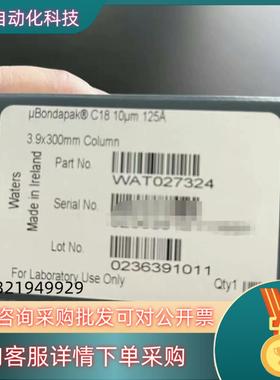 自动化科技
µBondapak® C18 10µm 125Å
3.9x300mm Column
Part No.
WAT027324
Waters
Made in Ireland
Serial No.
Lot No.
0236391011
For Laboratory Use Only
Qty1
321949929
咨询采购批发可对公开票
客服详情下单采购